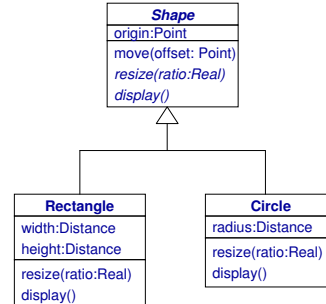 Shape
origin:Point
move(offset: Point)
resize(ratio:Real)
display()
Rectangle
width:Distance
height:Distance
resize(ratio:Real)
display()
Circle
radius:Distance
resize(ratio:Real)
display()